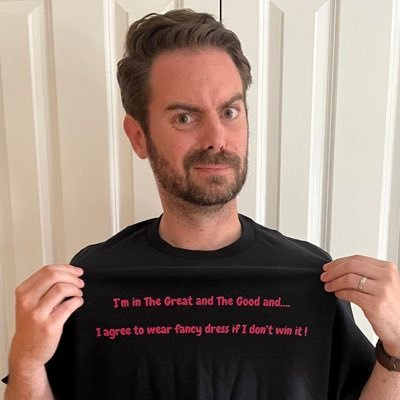 I'm in The Great and The Good and....
I agree to wear fancy dress if I don't win it!